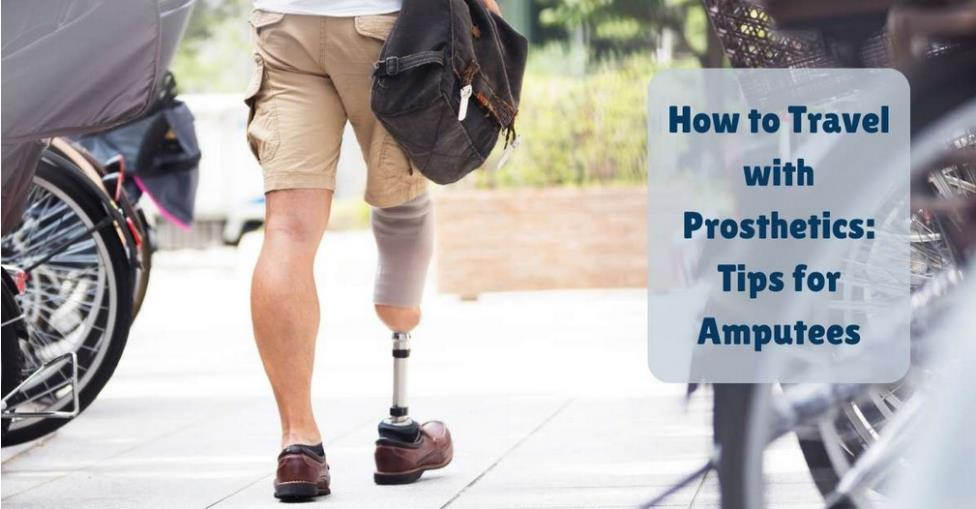 How to Travel
with
Prosthetics:
Tips for
Amputees